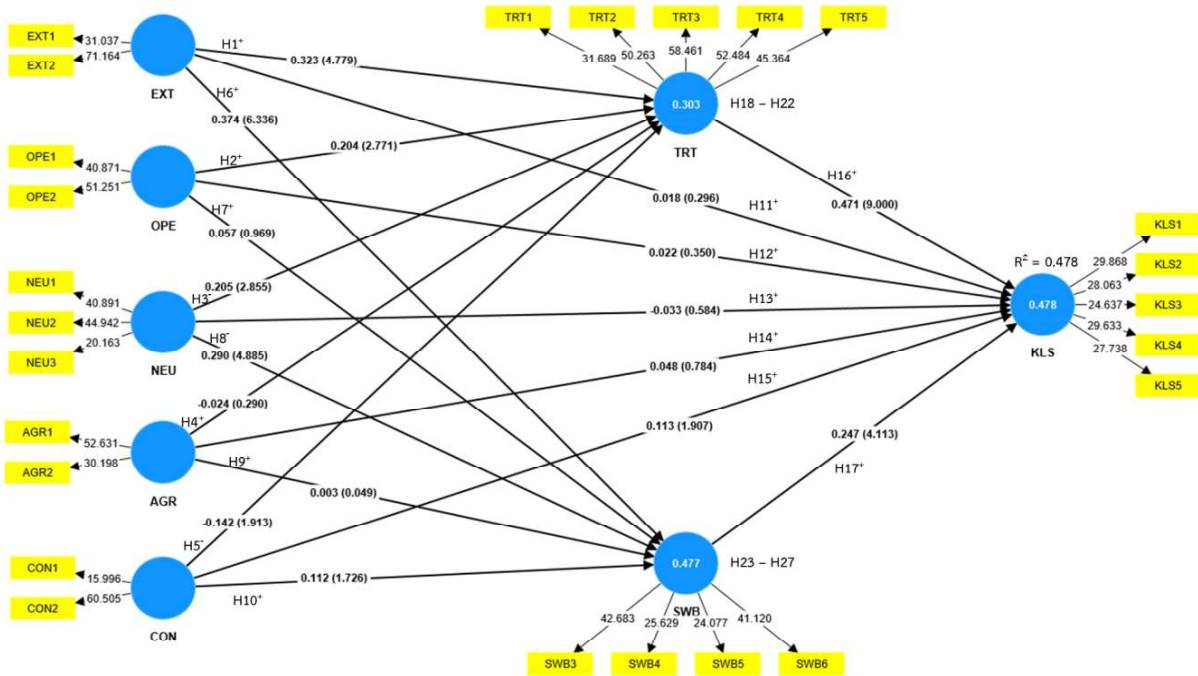 TRT1
TRT2
TRT3
TRT4
TRT5
31.689
50.263
58.461
52.484
45.364
0.303
TRT
H18 – H22
EXT1
EXT2
31.037
71.164
EXT
H1⁺
0.323 (4.779)
H6⁺
0.374 (6.336)
OPE1
OPE2
40.871
51.251
OPE
H2⁺
0.204 (2.771)
H7⁺
0.057 (0.969)
H16⁺
0.471 (9.000)
0.018 (0.296)
H11⁺
0.022 (0.350)
H12⁺
NEU1
NEU2
NEU3
40.891
44.942
20.163
NEU
H3⁻
0.205 (2.855)
H8⁻
0.290 (4.885)
H13⁺
-0.033 (0.584)
H14⁺
0.048 (0.784)
H15⁺
0.113 (1.907)
R² = 0.478
0.478
KLS
29.868
28.063
24.637
29.633
27.738
KLS1
KLS2
KLS3
KLS4
KLS5
AGR1
AGR2
52.631
30.198
AGR
H4⁺
-0.024 (0.290)
H9⁺
0.003 (0.049)
0.247 (4.113)
H17⁺
CON1
CON2
15.996
60.505
CON
H5⁻
-0.142 (1.913)
H10⁺
0.112 (1.726)
0.477
SWB
H23 – H27
42.683
25.629
24.077
41.120
SWB3
SWB4
SWB5
SWB6